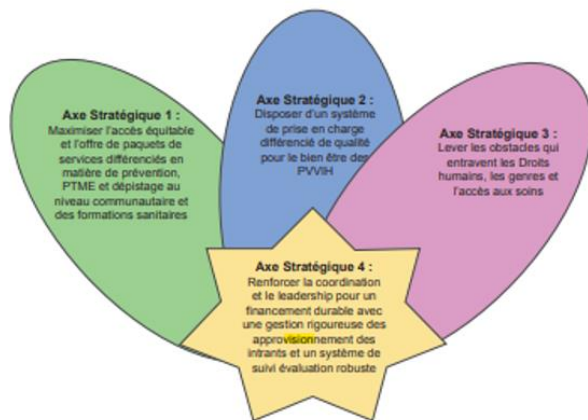 Axe Stratégique 1 :
Maximiser l'accès équitable
et l'offre de paquets de
services différenciés en
matière de prévention,
PTME et dépistage au
niveau communautaire et
des formations sanitaires
Axe Stratégique 2 :
Disposer d'un système
de prise en charge
différencié de qualité
pour le bien être des
PVVIH
Axe Stratégique 3 :
Lever les obstacles qui
entravent les Droits
humains, les genres et
l'accès aux soins
Axe Stratégique 4 :
Renforcer la coordination
et le leadership pour un
financement durable avec
une gestion rigoureuse des
approvisionnement des
intrants et un système de
suivi évaluation robuste